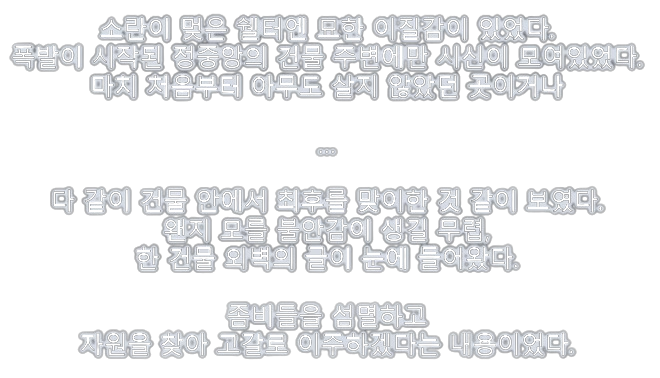 소란이 멎은 쉘터엔 묘한 이질감이 있었다.
폭발이 시작된 정중앙의 건물 주변에만 시신이 모여있었다.
마치 처음부터 아무도 살지 않았던 곳이거나
...
다 같이 건물 안에서 최후를 맞이한 것 같이 보였다.
왠지 모를 불안감이 생길 무렵,
한 건물 외벽의 글이 눈에 들어왔다.
좀비들을 섬멸하고
자원을 찾아 고잘로 이주하겠다는 내용이었다.